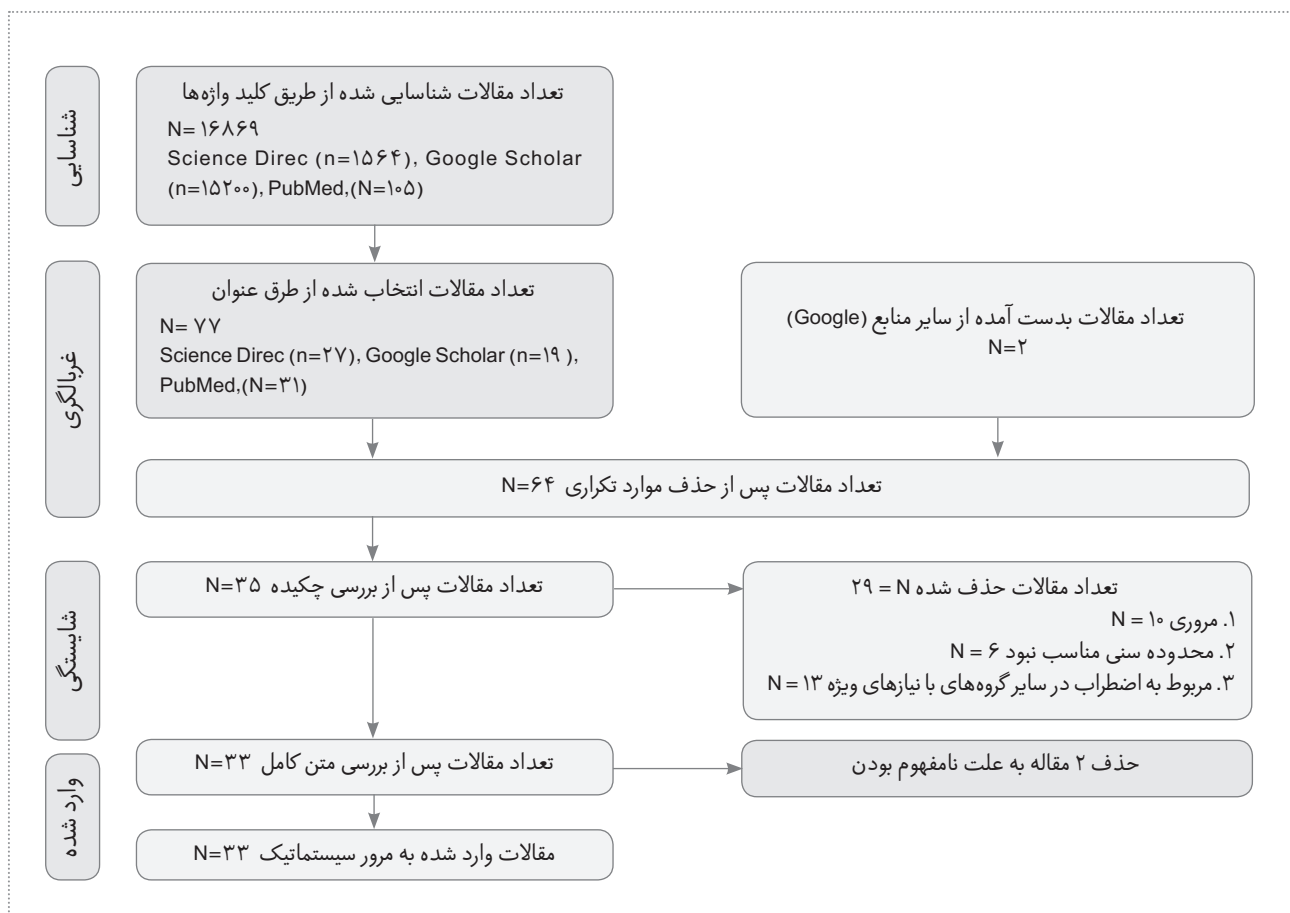 شناسایی
تعداد مقالات شناسایی شده از طریق کلید واژه‌ها
N= ۱۶۸۶۹
Science Direc (n=۱۵۶۴), Google Scholar
(n=۱۵۲۰۰), PubMed,(N=۱۰۵)
غربالگری
تعداد مقالات انتخاب شده از طرق عنوان
N= ۷۷
Science Direc (n=۲۷), Google Scholar (n=۱۹ ),
PubMed,(N=۳۱)
تعداد مقالات بدست آمده از سایر منابع (Google)
N=۲
تعداد مقالات پس از حذف موارد تکراری N=۶۴
شایستگی
تعداد مقالات پس از بررسی چکیده N=۳۵
تعداد مقالات حذف شده N = ۲۹
۱. مروری N = ۱۰
۲. محدوده سنی مناسب نبود N = ۶
۳. مربوط به اضطراب در سایر گروه‌های با نیازهای ویژه N = ۱۳
وارد شده
تعداد مقالات پس از بررسی متن کامل N=۳۳
حذف ۲ مقاله به علت نامفهوم بودن
مقالات وارد شده به مرور سیستماتیک N=۳۳